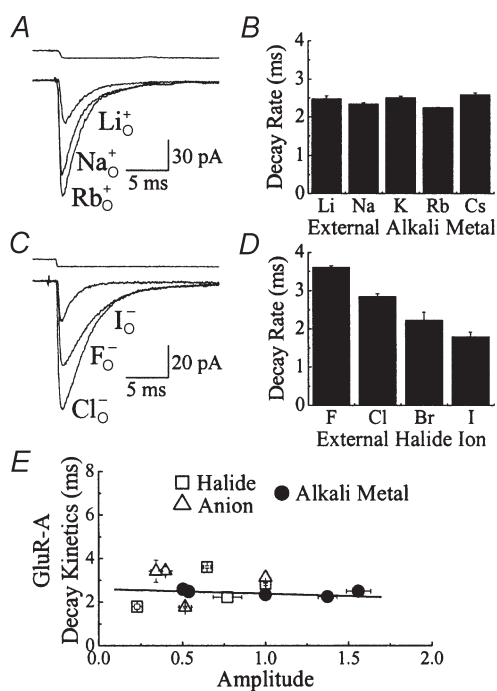 A
Li+O
Na+O
Rb+O
30 pA
5 ms
B
Decay Rate (ms)
4
3
2
1
0
Li Na K Rb Cs
External Alkali Metal
C
I−O
F−O
Cl−O
20 pA
5 ms
D
Decay Rate (ms)
4
3
2
1
0
F Cl Br I
External Halide Ion
E
GluR-A
Decay Kinetics (ms)
8
6
4
2
0
Halide
Anion
Alkali Metal
0.0 0.5 1.0 1.5 2.0
Amplitude